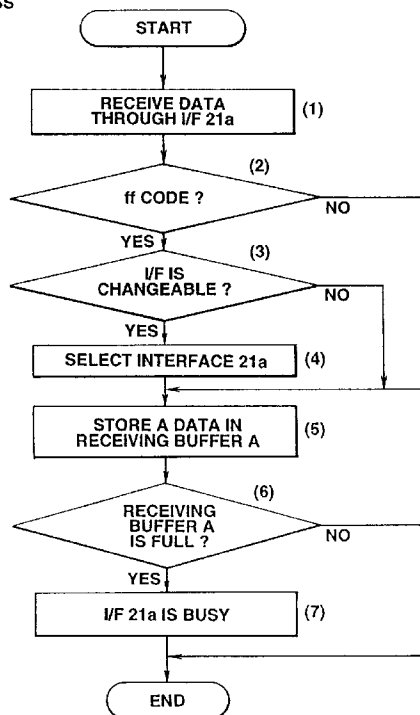 START
RECEIVE DATA
THROUGH I/F 21a
(1)
(2)
ff CODE ?
NO
YES
(3)
I/F IS
CHANGEABLE ?
NO
YES
SELECT INTERFACE 21a
(4)
STORE A DATA IN
RECEIVING BUFFER A
(5)
(6)
RECEIVING
BUFFER A
IS FULL ?
NO
YES
I/F 21a IS BUSY
(7)
END